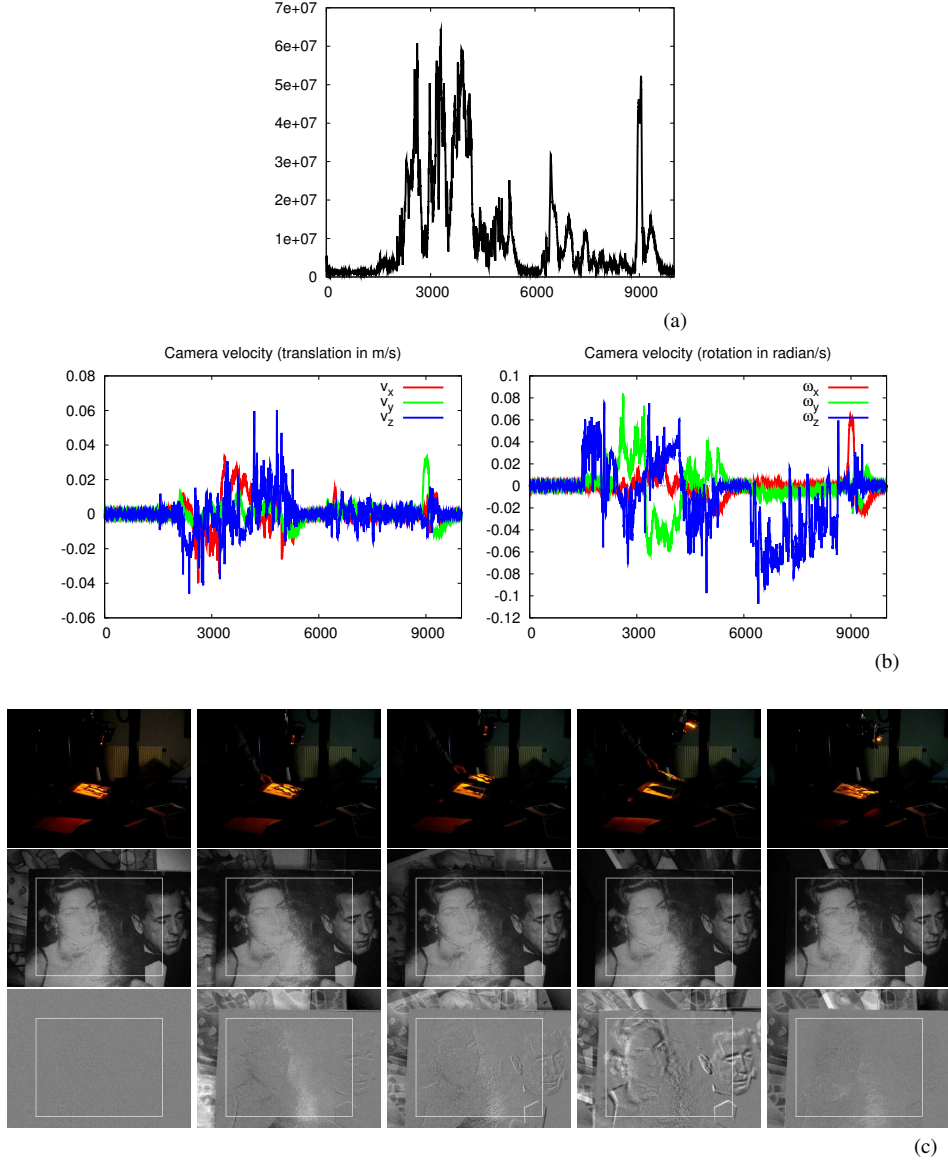 7e+07
6e+07
5e+07
4e+07
3e+07
2e+07
1e+07
0
0 3000 6000 9000
(a)
Camera velocity (translation in m/s)
0.08
0.06
0.04
0.02
0
-0.02
-0.04
-0.06
0 3000 6000 9000
v_x
v_y
v_z
Camera velocity (rotation in radian/s)
0.1
0.08
0.06
0.04
0.02
0
-0.02
-0.04
-0.06
-0.08
-0.1
-0.12
0 3000 6000 9000
ω_x
ω_y
ω_z
(b)
(c)